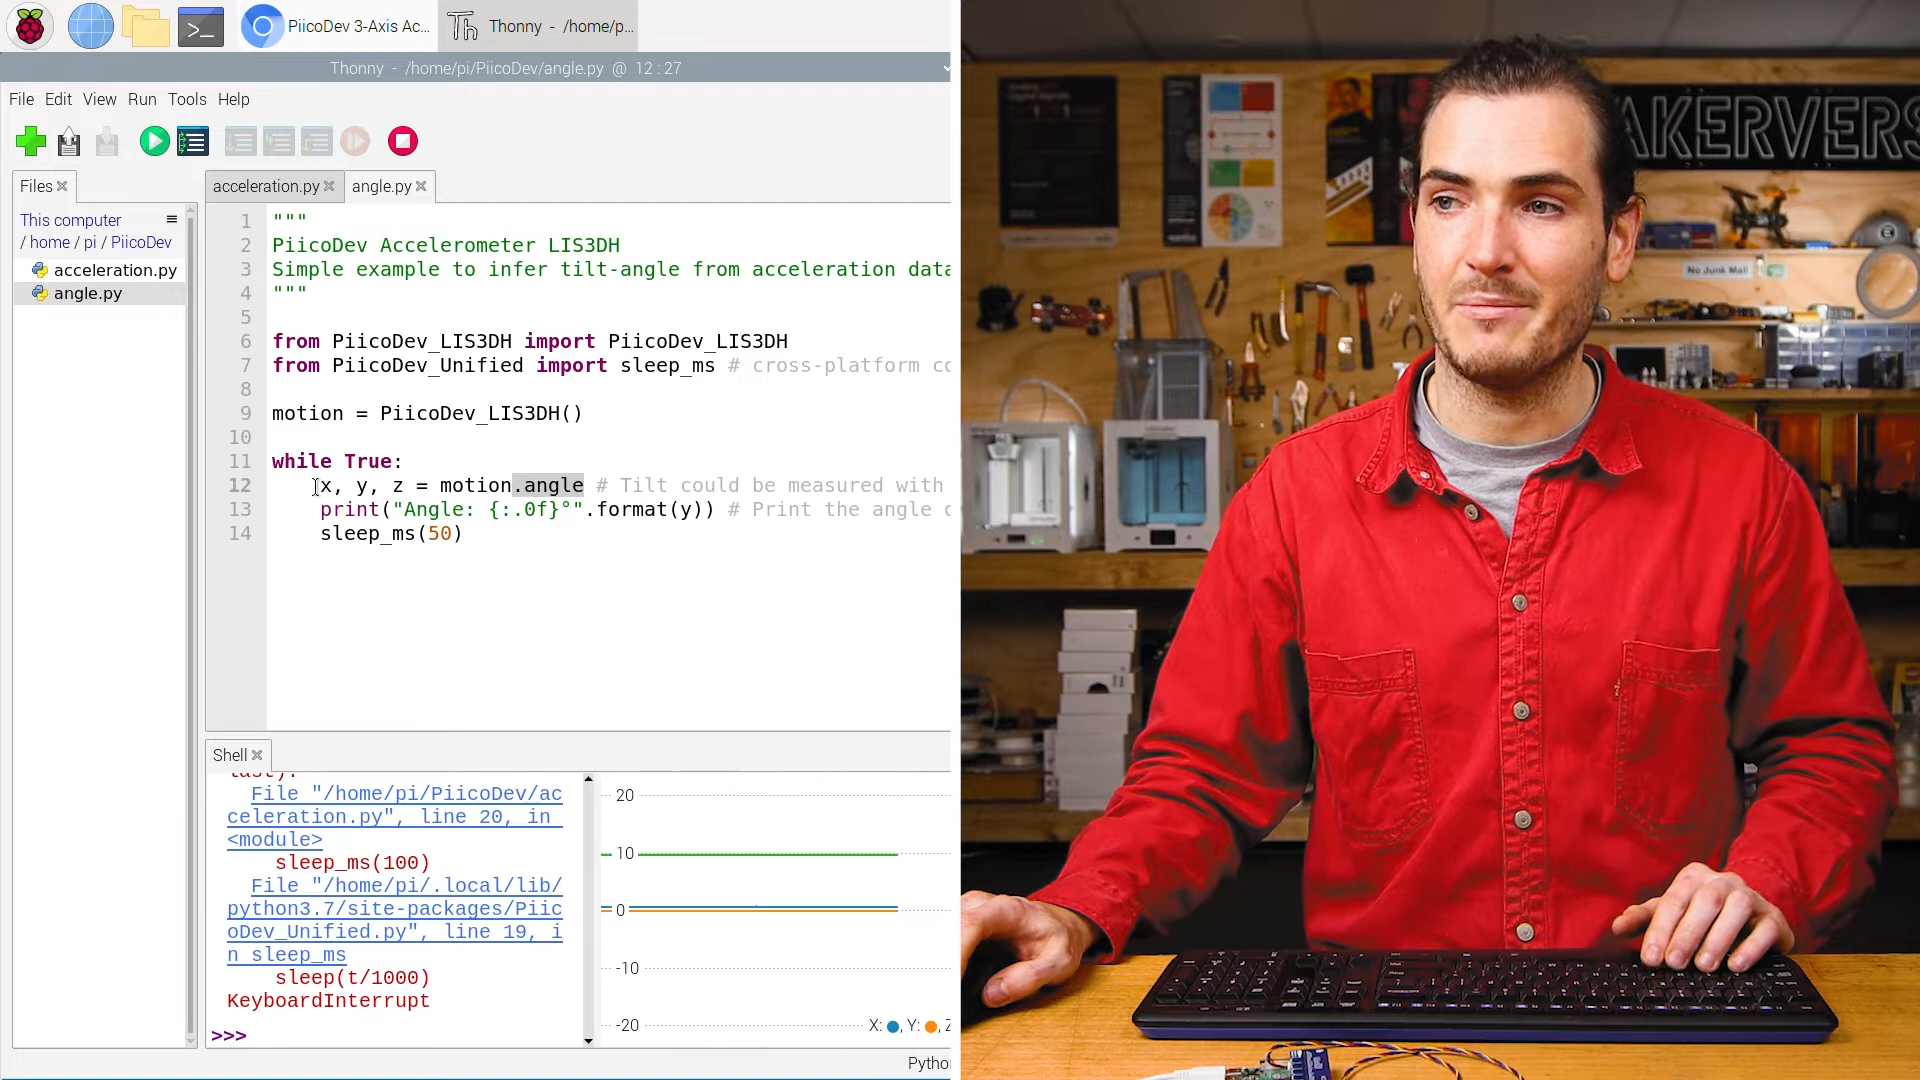 PiicoDev 3-Axis Ac...
Thonny - /home/p...
Thonny - /home/pi/PiicoDev/angle.py @ 12:27
File Edit View Run Tools Help
Files
acceleration.py
angle.py
This computer
/ home / pi / PiicoDev
acceleration.py
angle.py
1 """
2 PiicoDev Accelerometer LIS3DH
3 Simple example to infer tilt-angle from acceleration data
4 """
5
6 from PiicoDev_LIS3DH import PiicoDev_LIS3DH
7 from PiicoDev_Unified import sleep_ms # cross-platform co
8
9 motion = PiicoDev_LIS3DH()
10
11 while True:
12 x, y, z = motion.angle # Tilt could be measured with
13 print("Angle: {:.0f}°".format(y)) # Print the angle
14 sleep_ms(50)
Shell
last):
File "/home/pi/PiicoDev/ac
celeration.py", line 20, in
<module>
sleep_ms(100)
File "/home/pi/.local/lib/
python3.7/site-packages/Piic
oDev_Unified.py", line 19, i
n sleep_ms
sleep(t/1000)
KeyboardInterrupt
>>>
20
10
0
-10
-20
X: , Y: , Z
Pytho
AKERVERS
No Junk Mail